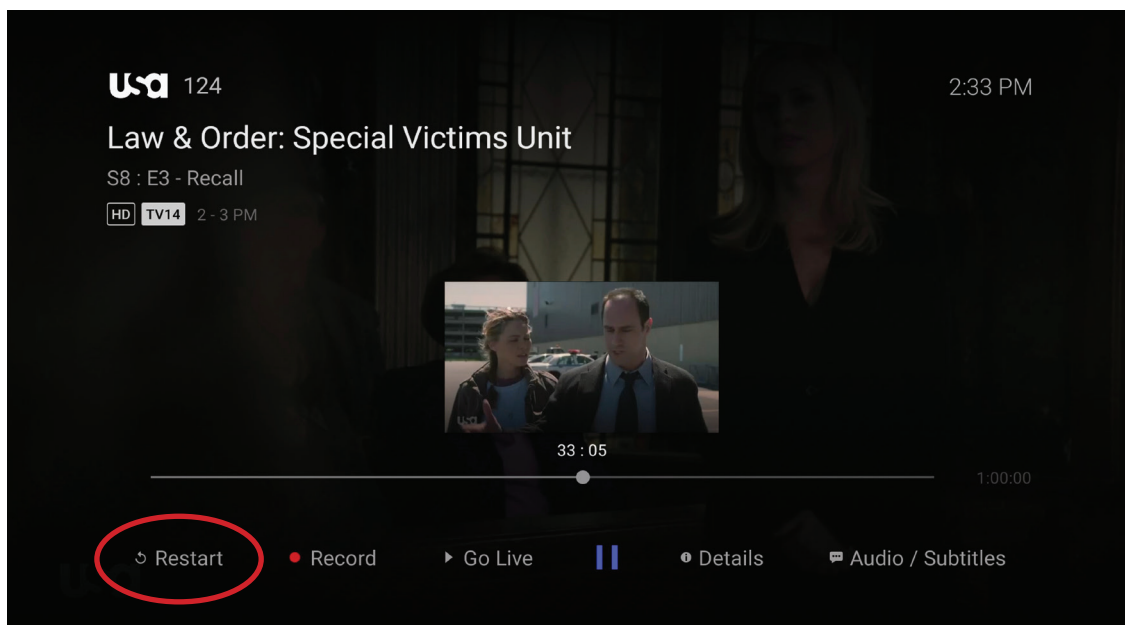 usa 124
2:33 PM
Law & Order: Special Victims Unit
S8 : E3 - Recall
HD TV14 2 - 3 PM
usa
33 : 05
1:00:00
Restart Record Go Live Details Audio / Subtitles